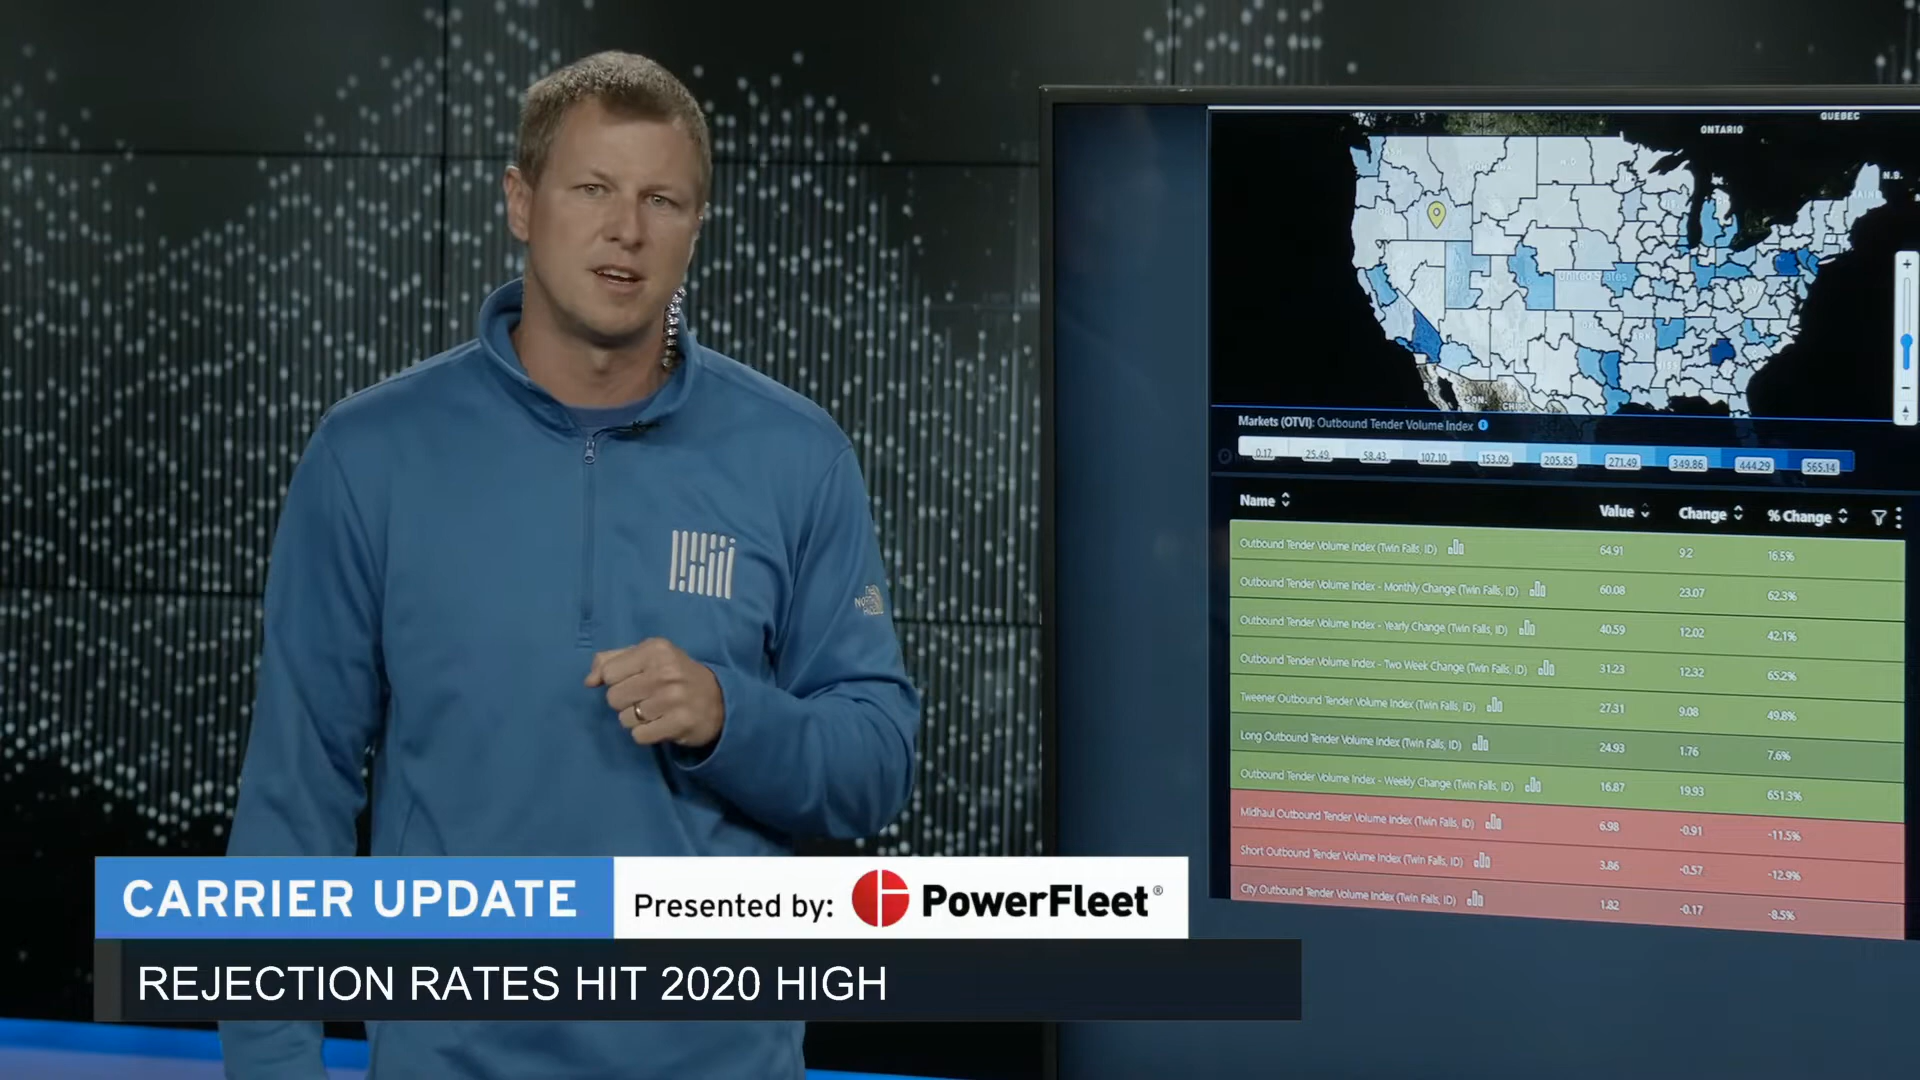 QUEBEC
ONTARIO
N.B.
United States
Markets (OTVI): Outbound Tender Volume Index
0.17 25.49 58.43 107.10 153.09 205.85 271.49 349.86 444.29 565.14
Name Value Change % Change
Outbound Tender Volume Index (Twin Falls, ID) 64.91 9.2 16.5%
Outbound Tender Volume Index - Monthly Change (Twin Falls, ID) 60.08 23.07 62.3%
Outbound Tender Volume Index - Yearly Change (Twin Falls, ID) 40.59 12.02 42.1%
Outbound Tender Volume Index - Two Week Change (Twin Falls, ID) 31.23 12.32 65.2%
Tweener Outbound Tender Volume Index (Twin Falls, ID) 27.31 9.08 49.8%
Long Outbound Tender Volume Index (Twin Falls, ID) 24.93 1.76 7.6%
Outbound Tender Volume Index - Weekly Change (Twin Falls, ID) 16.87 19.93 651.3%
Midhaul Outbound Tender Volume Index (Twin Falls, ID) 6.98 -0.91 -11.5%
Short Outbound Tender Volume Index (Twin Falls, ID) 3.86 -0.57 -12.9%
City Outbound Tender Volume Index (Twin Falls, ID) 1.82 -0.17 -8.5%
THE
NORTH
FACE
CARRIER UPDATE
Presented by: PowerFleet®
REJECTION RATES HIT 2020 HIGH